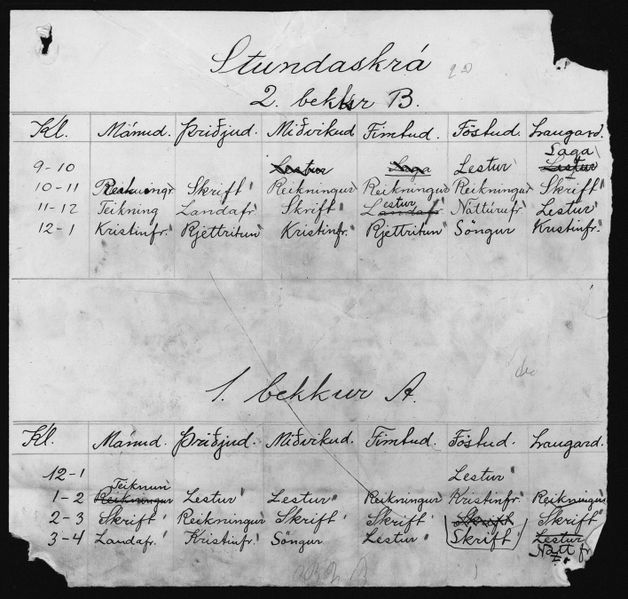 Stundaskrá
2. bekkur B.
Kl. Mánud. Þriðjud. Miðvikud Fimtud. Föstud. Laugard.
Saga
9-10 Lestur Saga Lestur Lestur
10-11 Reikningr Skrift Reikningur Reikningur Reikningur Skrift
11-12 Teikning Landafr. Skrift Lestur Landafr. Náttúrufr. Lestur
12-1 Kristinfr. Rjettritun Kristinfr. Rjettritun Söngur Kristinfr.
1. bekkur A.
Kl. Mánud. Þriðjud. Miðvikud. Fimtud. Föstud. Laugard.
12-1 Lestur
Teiknun
1-2 Reikningur Lestur Lestur Reikningur Kristinfr. Reikningur
2-3 Skrift Reikningur Skrift Skrift Skrift Skrift
3-4 Landafr. Kristinfr. Söngur Lestur Skrift Lestur
Nátt fr.